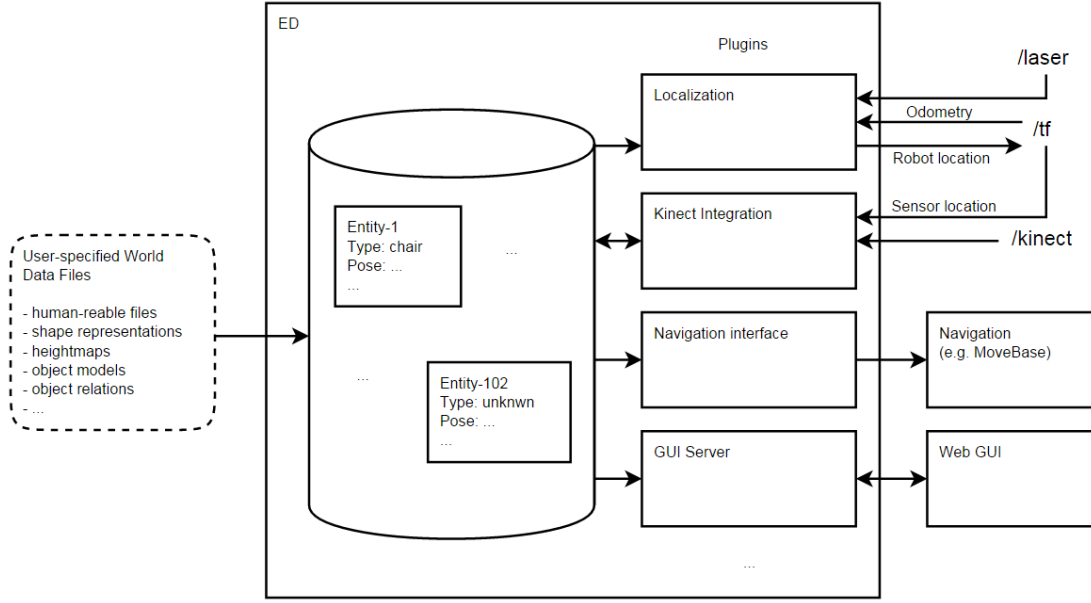 ED
Plugins
/laser
Localization
Odometry
/tf
Robot location
Kinect Integration
Sensor location
/kinect
Entity-1
Type: chair
Pose: ...
...
...
User-specified World
Data Files
- human-reable files
- shape representations
- heightmaps
- object models
- object relations
- ...
Navigation interface
Navigation
(e.g. MoveBase)
...
Entity-102
Type: unknwn
Pose: ...
...
GUI Server
Web GUI
...